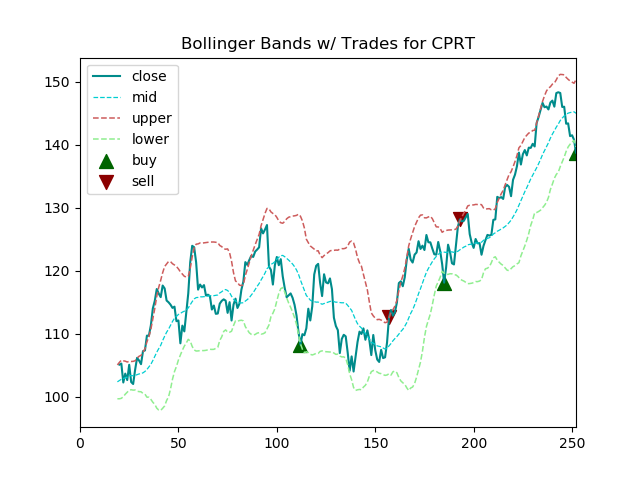 Bollinger Bands w/ Trades for CPRT
close
mid
upper
lower
buy
sell
150
140
130
120
110
100
0 50 100 150 200 250